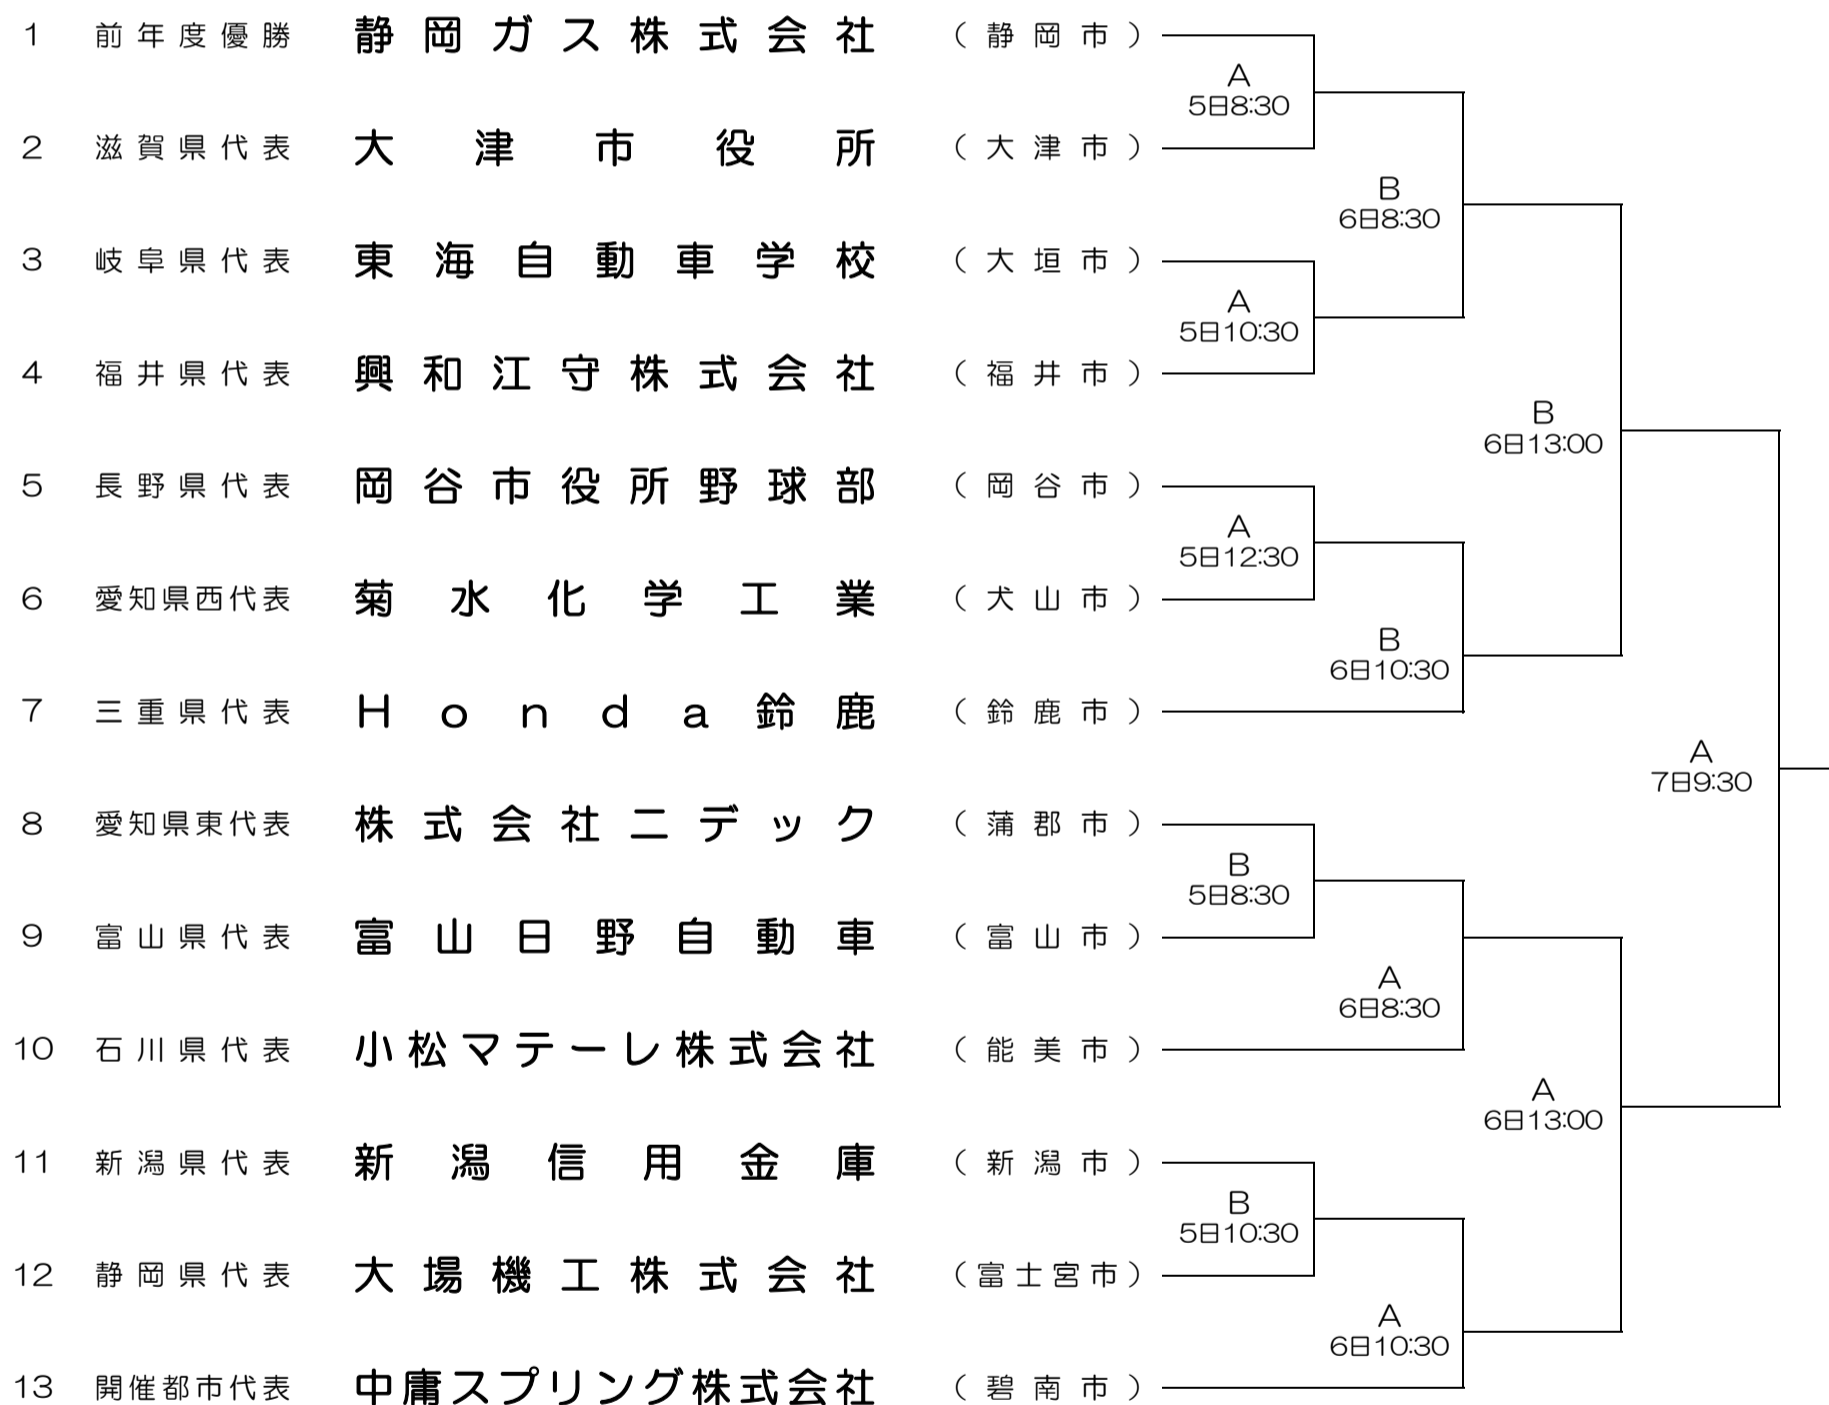 1 前年度優勝 静岡ガス株式会社 (静岡市)
A
5日8:30
2 滋賀県代表 大津市役所 (大津市)
B
6日8:30
3 岐阜県代表 東海自動車学校 (大垣市)
A
5日10:30
4 福井県代表 興和江守株式会社 (福井市)
B
6日13:00
5 長野県代表 岡谷市役所野球部 (岡谷市)
A
5日12:30
6 愛知県西代表 菊水化学工業 (犬山市)
B
6日10:30
7 三重県代表 Honda鈴鹿 (鈴鹿市)
A
7日9:30
8 愛知県東代表 株式会社ニデック (蒲郡市)
B
5日8:30
9 富山県代表 富山日野自動車 (富山市)
A
6日8:30
10 石川県代表 小松マテーレ株式会社 (能美市)
A
6日13:00
11 新潟県代表 新潟信用金庫 (新潟市)
B
5日10:30
12 静岡県代表 大場機工株式会社 (富士宮市)
A
6日10:30
13 開催都市代表 中庸スプリング株式会社 (碧南市)